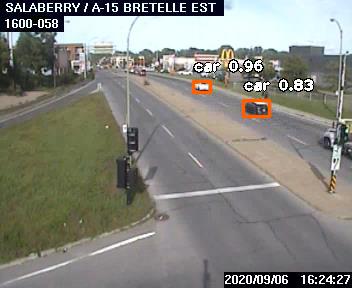 SALABERRY / A-15 BRETELLE EST
1600-058
car 0.96
car 0.83
2020/09/06 16:24:27